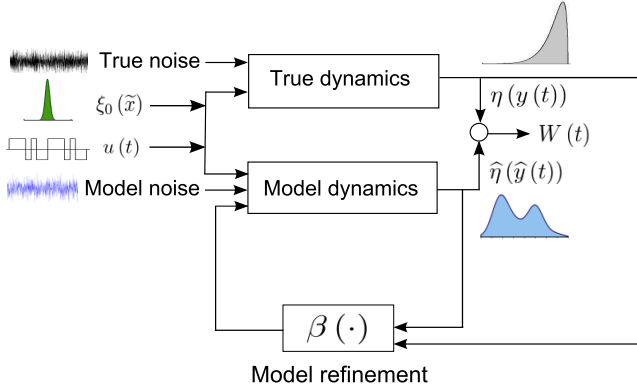 True noise
True dynamics
ξ₀ (x̃)
η (y (t))
u (t)
W (t)
Model noise
Model dynamics
η̂ (ŷ (t))
β (·)
Model refinement